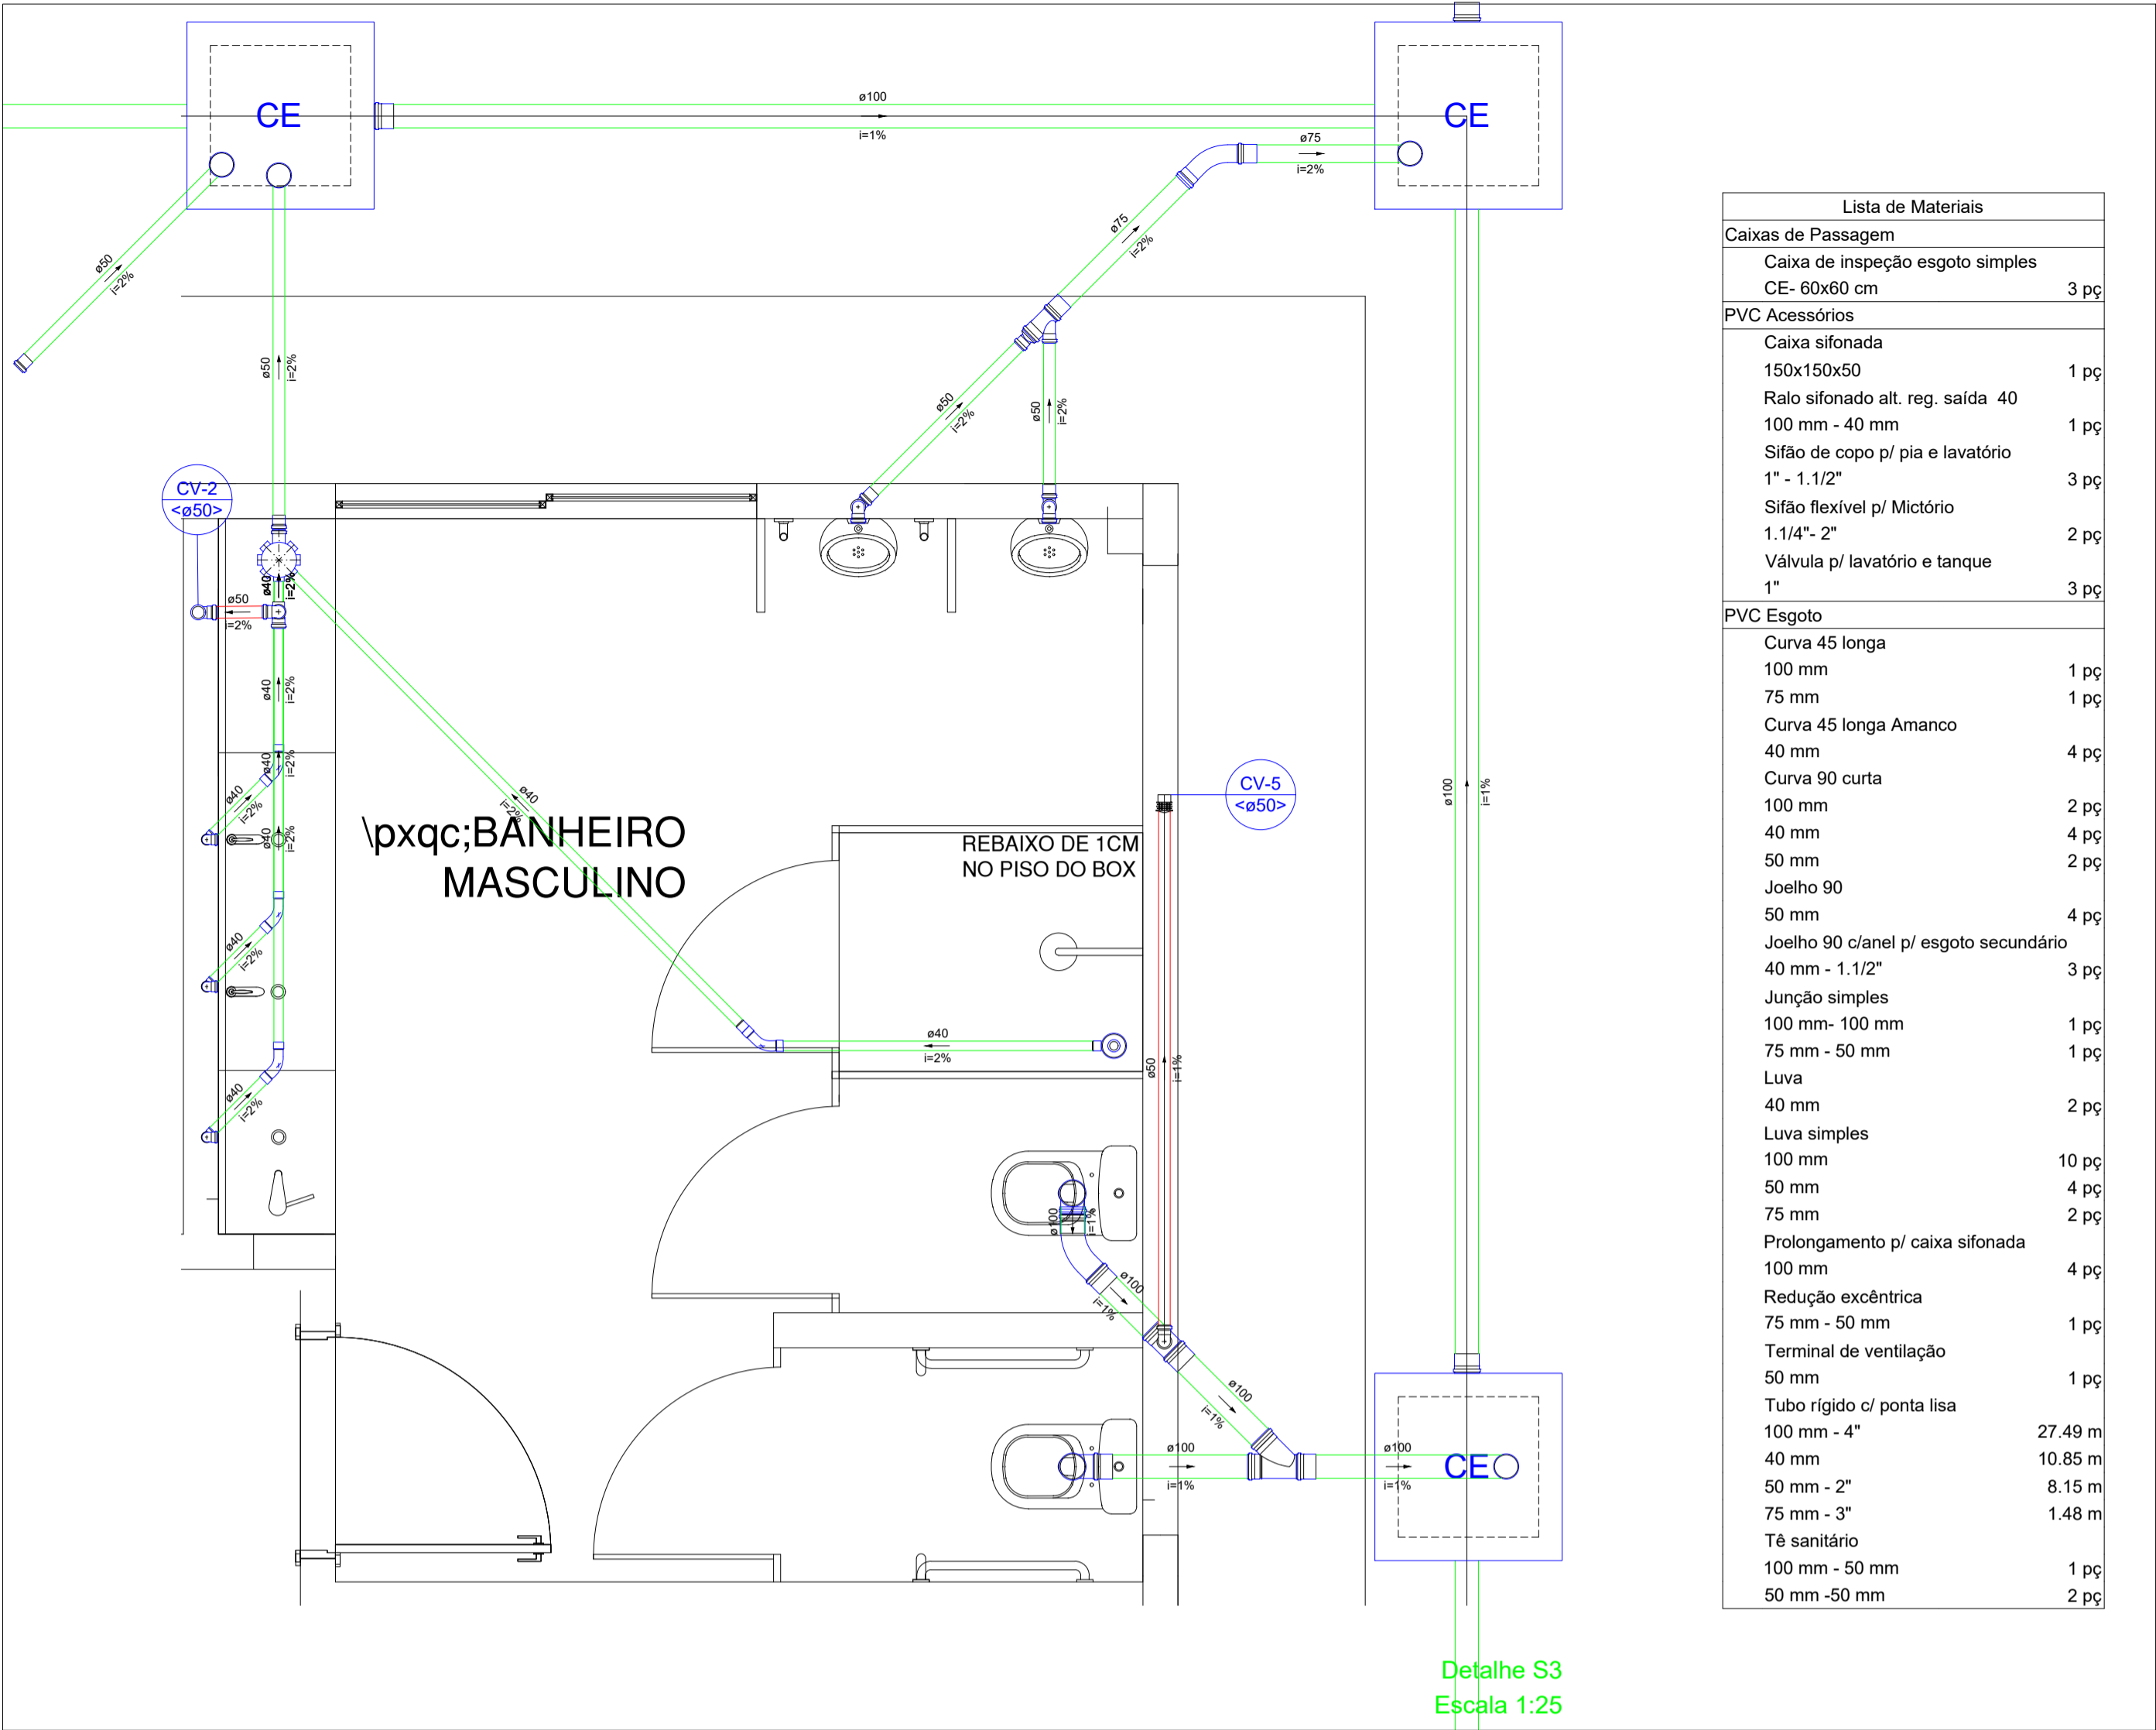 CE
ø100
i=1%
CE
ø75
i=2%
ø50
i=2%
ø75
i=2%
ø50
i=2%
ø50
i=2%
ø50
i=2%
CV-2
<ø50>
ø40
i=2%
ø50
i=2%
ø40
i=2%
ø40
i=2%
ø40
i=2%
ø40
i=2%
ø40
i=2%
ø40
i=2%
ø40
i=2%
\pxqc;BANHEIRO
MASCULINO
REBAIXO DE 1CM
NO PISO DO BOX
CV-5
<ø50>
ø100
i=1%
ø40
i=2%
ø50
i=1%
ø100
i=1%
ø100
i=1%
ø100
i=1%
ø100
i=1%
ø100
i=1%
CE
Detalhe S3
Escala 1:25
Lista de Materiais
Caixas de Passagem
Caixa de inspeção esgoto simples
CE- 60x60 cm 3 pç
PVC Acessórios
Caixa sifonada
150x150x50 1 pç
Ralo sifonado alt. reg. saída 40
100 mm - 40 mm 1 pç
Sifão de copo p/ pia e lavatório
1" - 1.1/2" 3 pç
Sifão flexível p/ Mictório
1.1/4"- 2" 2 pç
Válvula p/ lavatório e tanque
1" 3 pç
PVC Esgoto
Curva 45 longa
100 mm 1 pç
75 mm 1 pç
Curva 45 longa Amanco
40 mm 4 pç
Curva 90 curta
100 mm 2 pç
40 mm 4 pç
50 mm 2 pç
Joelho 90
50 mm 4 pç
Joelho 90 c/anel p/ esgoto secundário
40 mm - 1.1/2" 3 pç
Junção simples
100 mm- 100 mm 1 pç
75 mm - 50 mm 1 pç
Luva
40 mm 2 pç
Luva simples
100 mm 10 pç
50 mm 4 pç
75 mm 2 pç
Prolongamento p/ caixa sifonada
100 mm 4 pç
Redução excêntrica
75 mm - 50 mm 1 pç
Terminal de ventilação
50 mm 1 pç
Tubo rígido c/ ponta lisa
100 mm - 4" 27.49 m
40 mm 10.85 m
50 mm - 2" 8.15 m
75 mm - 3" 1.48 m
Tê sanitário
100 mm - 50 mm 1 pç
50 mm -50 mm 2 pç